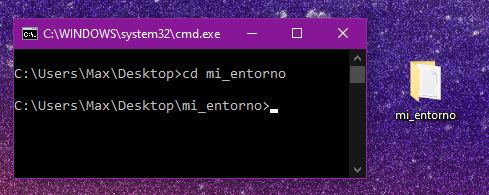 C:\WINDOWS\system32\cmd.exe
C:\Users\Max\Desktop>cd mi_entorno
C:\Users\Max\Desktop\mi_entorno>
mi_entorno